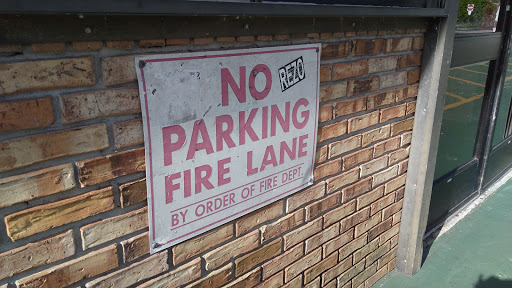 NO
REZO
PARKING
FIRE LANE
BY ORDER OF FIRE DEPT.